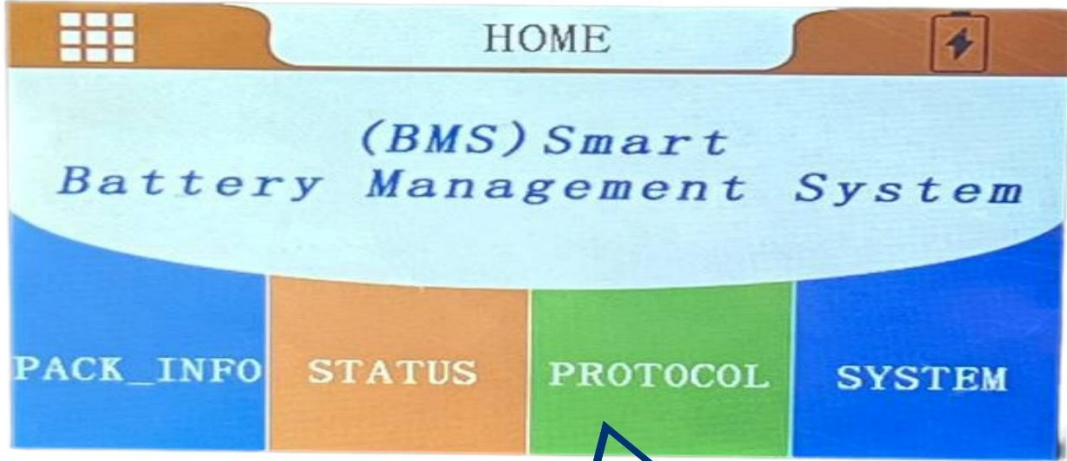 HOME
(BMS)Smart
Battery Management System
PACK_INFO STATUS PROTOCOL SYSTEM